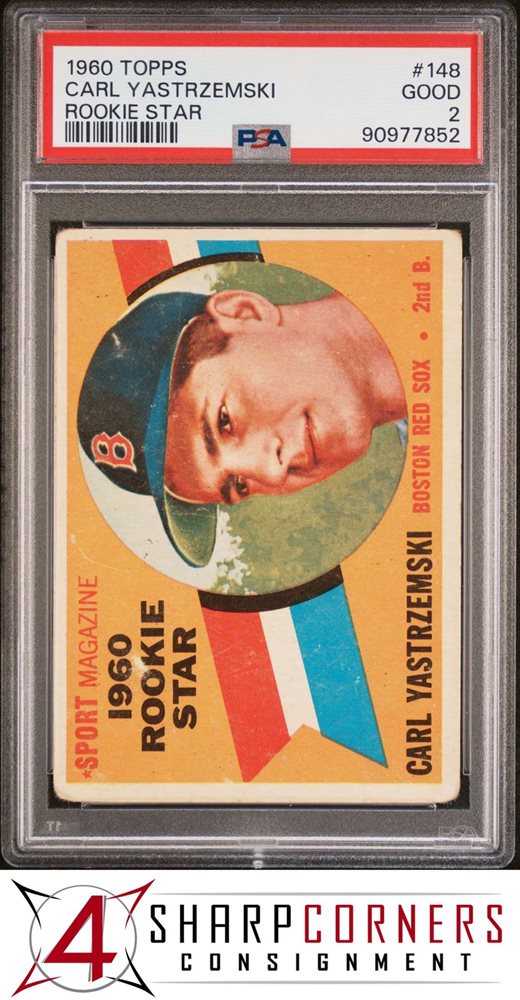 1960 TOPPS #148
CARL YASTRZEMSKI GOOD
ROOKIE STAR 2
PSA 90977852
B
★SPORT MAGAZINE
1960
ROOKIE
STAR
CARL YASTRZEMSKI BOSTON RED SOX • 2nd B.
PSA
4 SHARPCORNERS
CONSIGNMENT